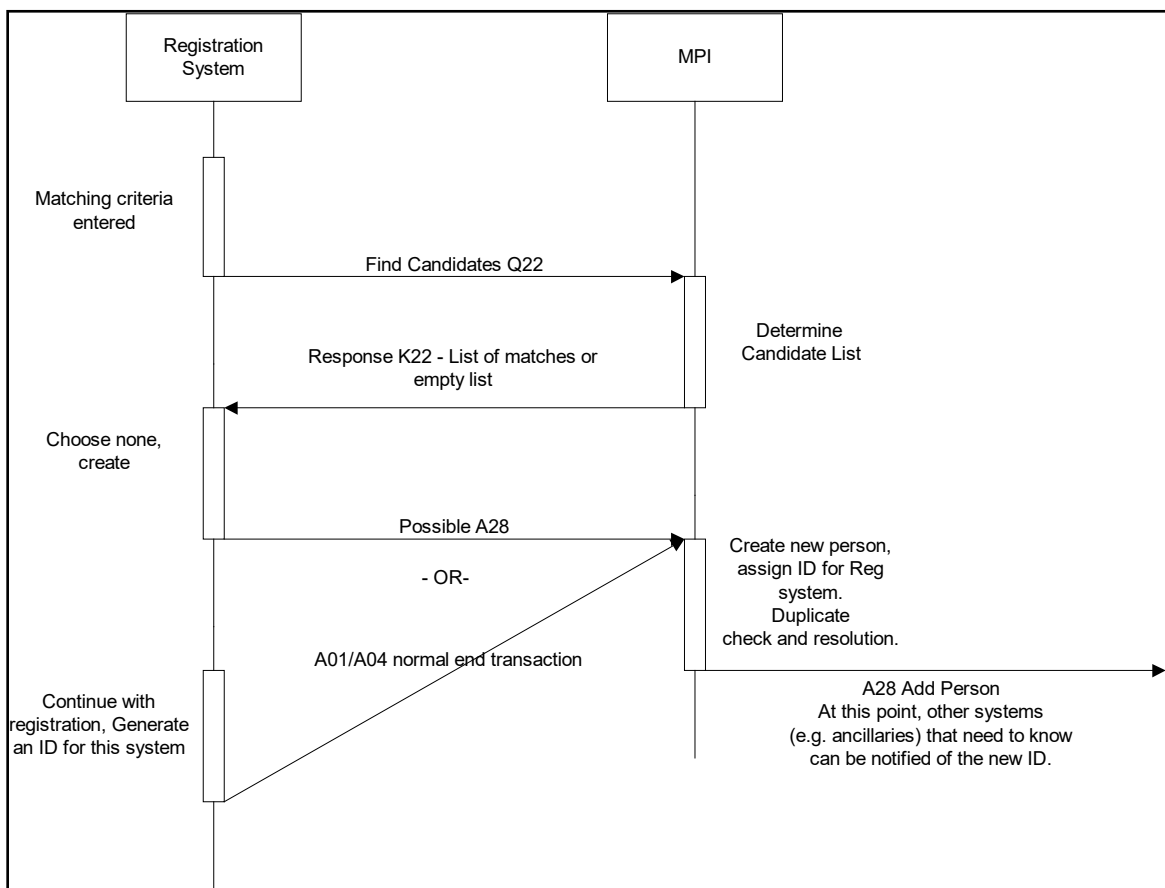 Registration
System
MPI
Matching criteria
entered
Find Candidates Q22
Determine
Candidate List
Response K22 - List of matches or
empty list
Choose none,
create
Possible A28
- OR-
Create new person,
assign ID for Reg
system.
Duplicate
check and resolution.
A01/A04 normal end transaction
Continue with
registration, Generate
an ID for this system
A28 Add Person
At this point, other systems
(e.g. ancillaries) that need to know
can be notified of the new ID.